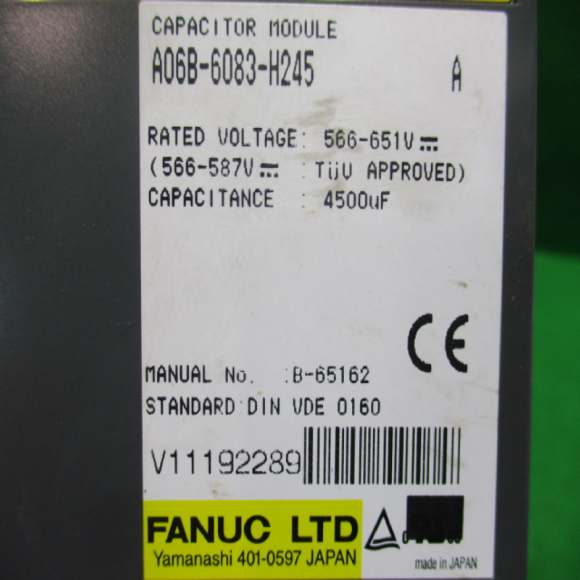 CAPACITOR MODULE
A06B-6083-H245 A
RATED VOLTAGE: 566-651V
(566-587V : TüV APPROVED)
CAPACITANCE : 4500uF
CE
MANUAL No. :B-65162
STANDARD:DIN VDE 0160
V11192289
FANUC LTD
Yamanashi 401-0597 JAPAN
made in JAPAN